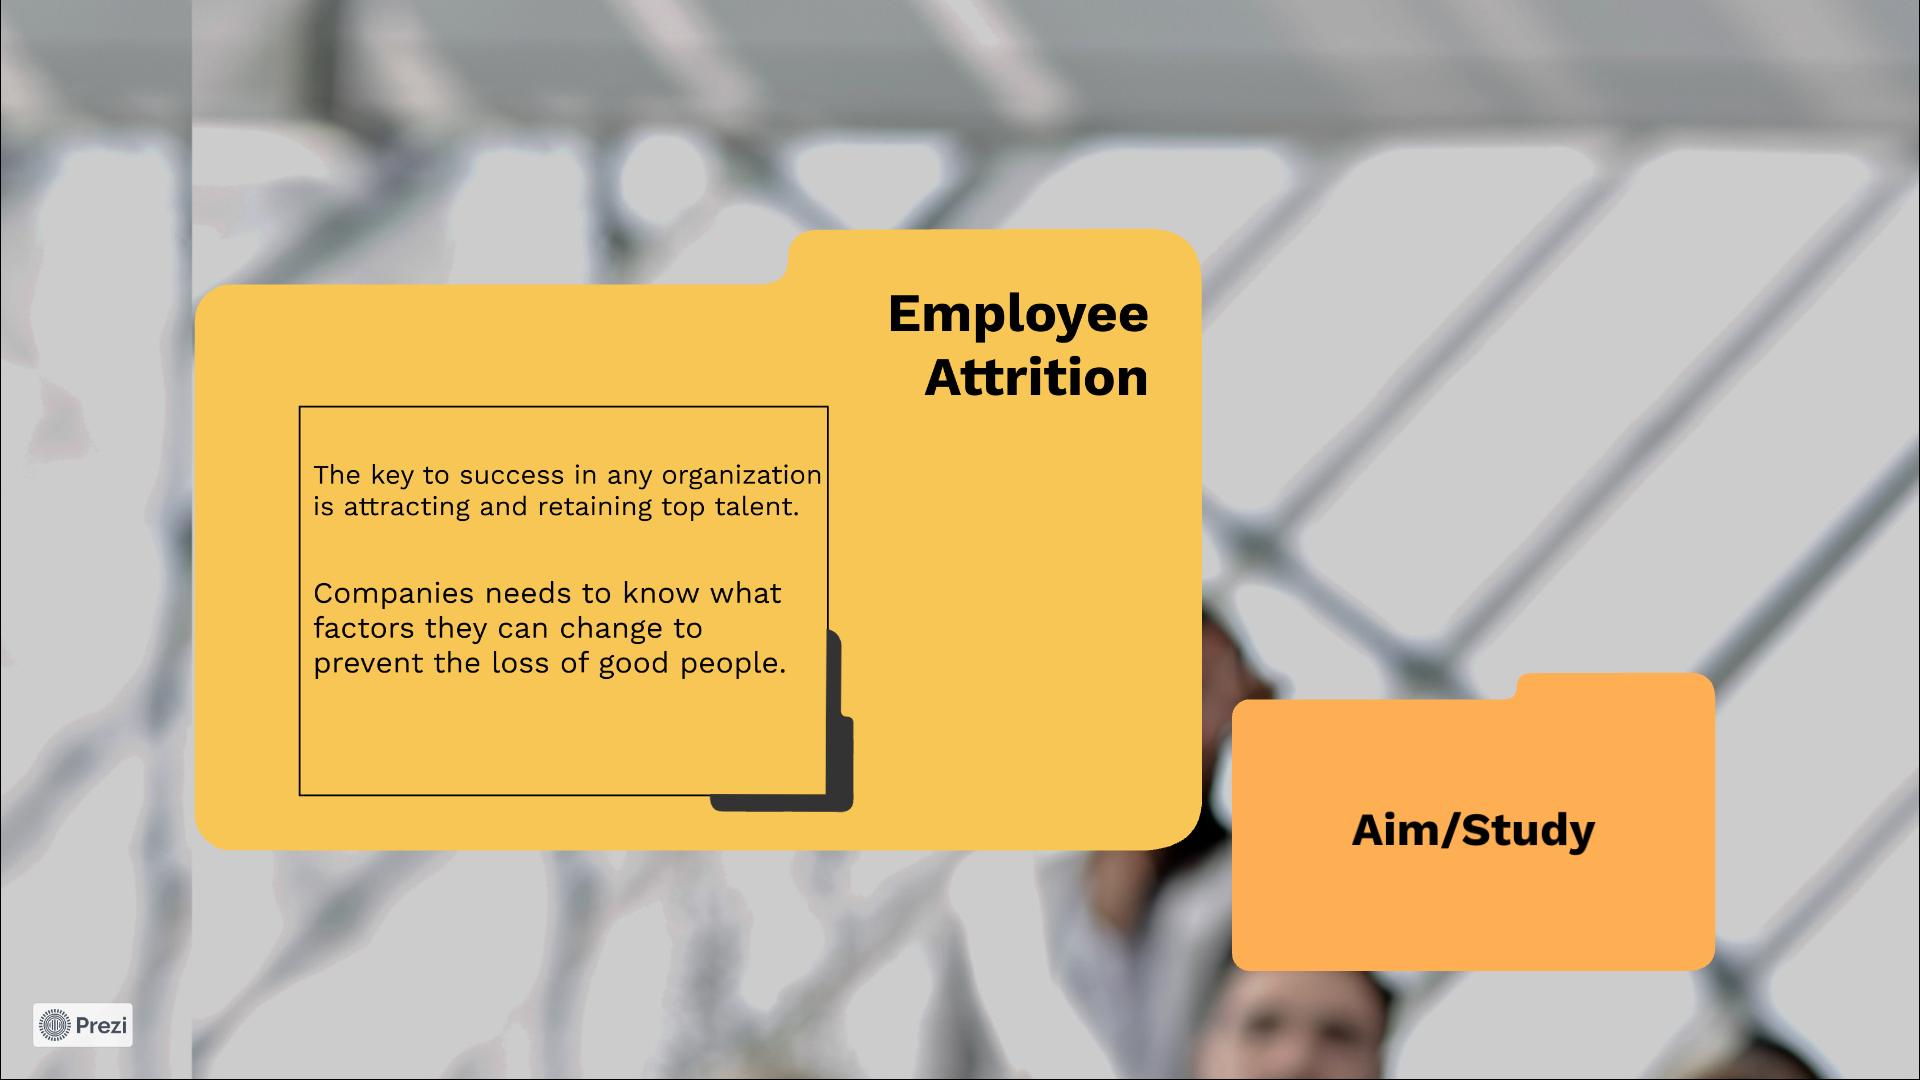 Employee
Attrition
The key to success in any organization
is attracting and retaining top talent.
Companies needs to know what
factors they can change to
prevent the loss of good people.
Aim/Study
Prezi